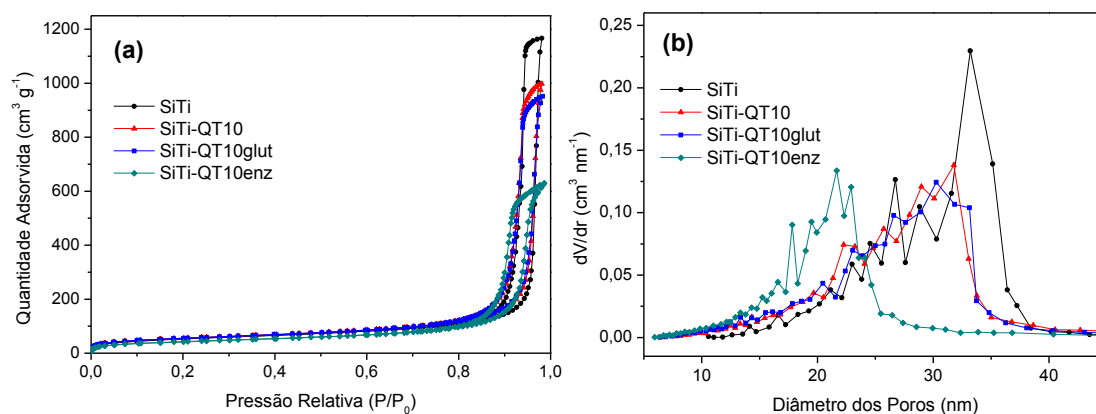 (a)
SiTi
SiTi-QT10
SiTi-QT10glut
SiTi-QT10enz
Quantidade Adsorvida (cm³ g⁻¹)
1200
1000
800
600
400
200
0
0,0 0,2 0,4 0,6 0,8 1,0
Pressão Relativa (P/P₀)
(b)
SiTi
SiTi-QT10
SiTi-QT10glut
SiTi-QT10enz
dV/dr (cm³ nm⁻¹)
0,25
0,20
0,15
0,10
0,05
0,00
10 20 30 40
Diâmetro dos Poros (nm)